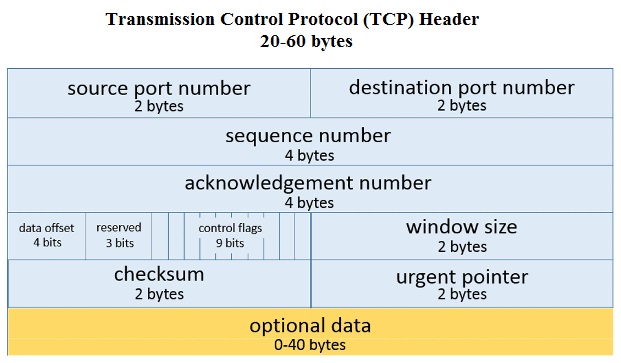 Transmission Control Protocol (TCP) Header
20-60 bytes
source port number
2 bytes
destination port number
2 bytes
sequence number
4 bytes
acknowledgement number
4 bytes
data offset
4 bits
reserved
3 bits
control flags
9 bits
window size
2 bytes
checksum
2 bytes
urgent pointer
2 bytes
optional data
0-40 bytes